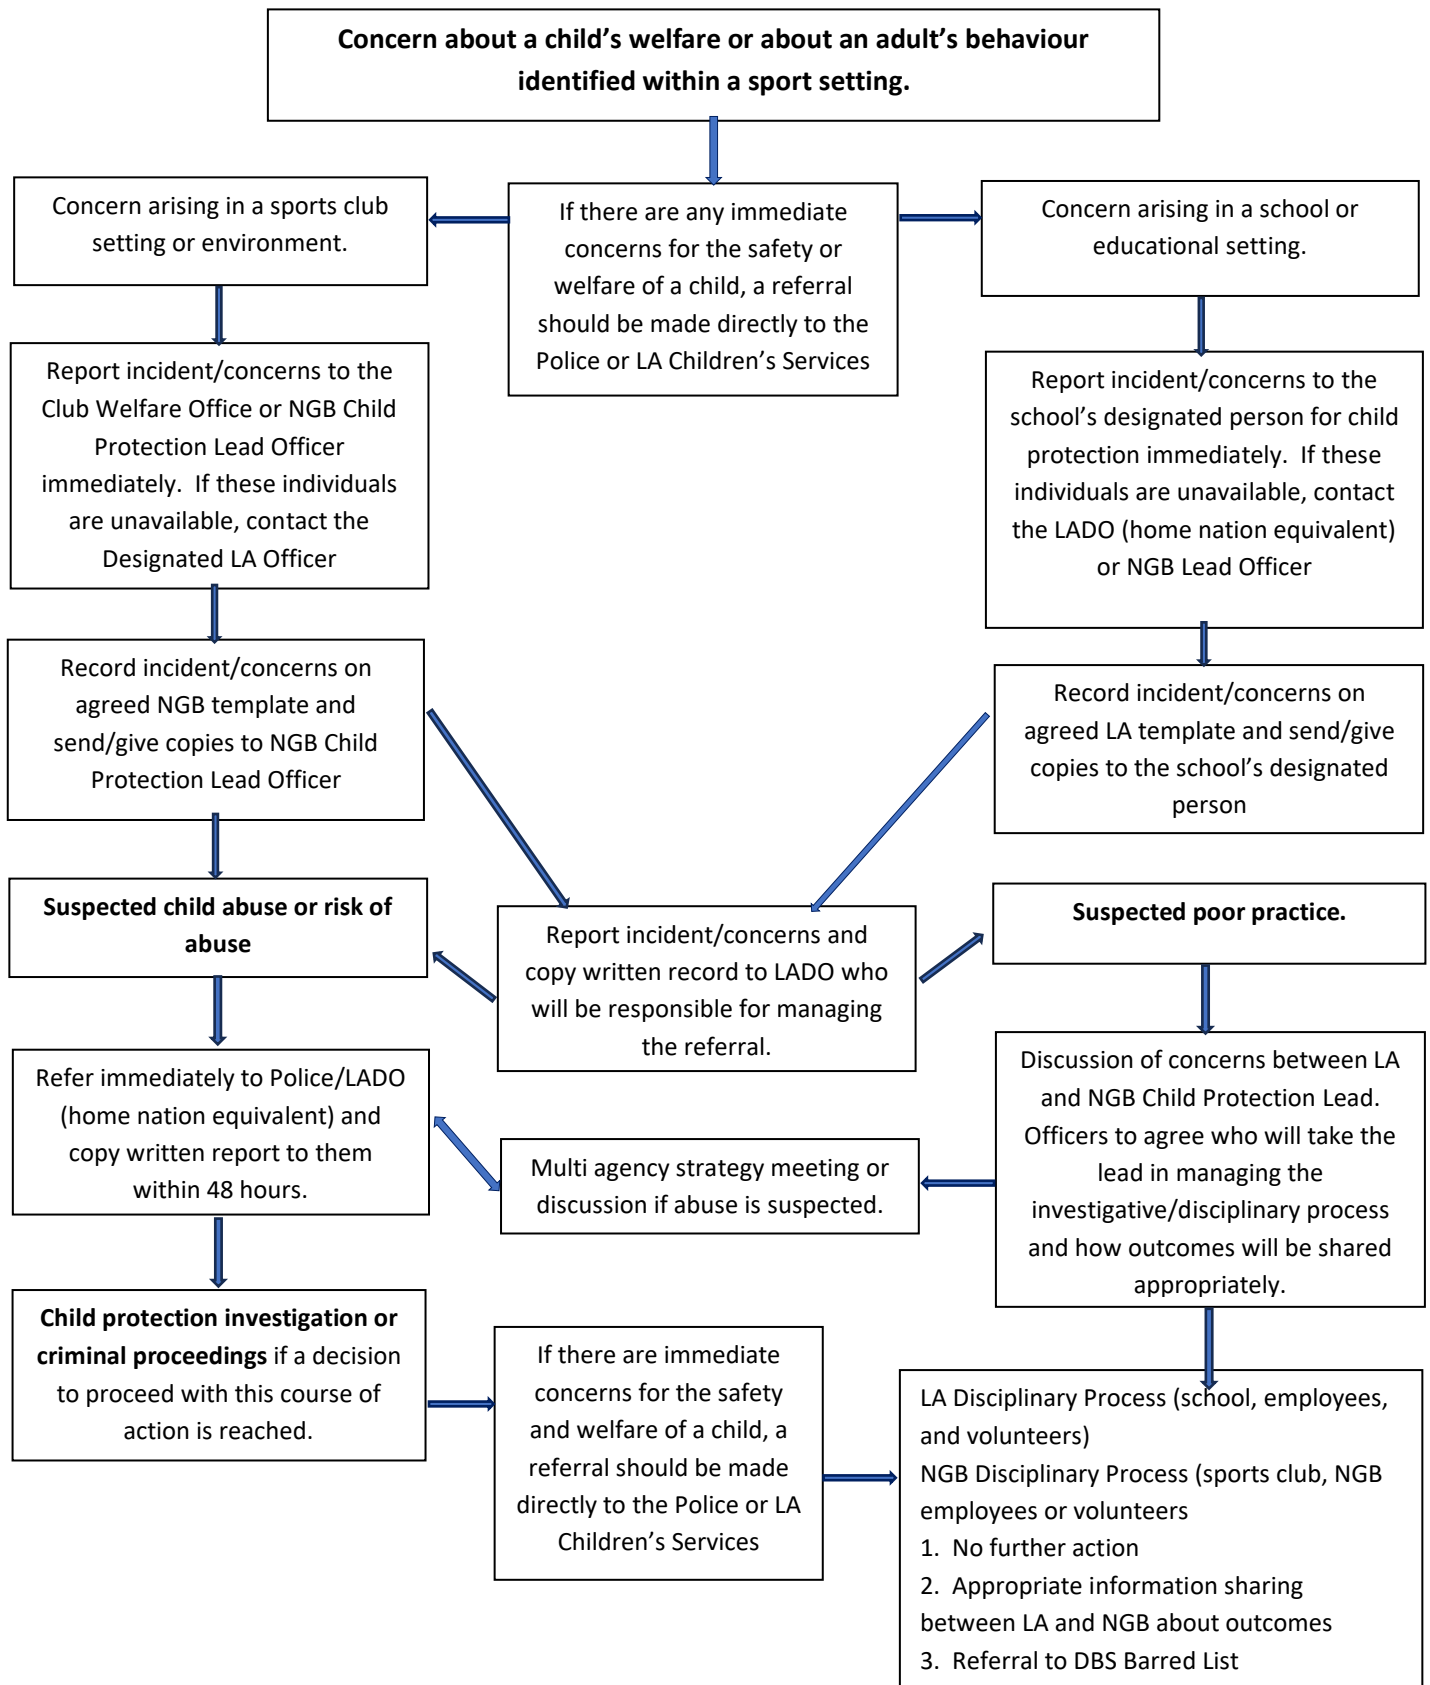 Concern about a child’s welfare or about an adult’s behaviour
identified within a sport setting.
Concern arising in a sports club
setting or environment.
If there are any immediate
concerns for the safety or
welfare of a child, a referral
should be made directly to the
Police or LA Children’s Services
Concern arising in a school or
educational setting.
Report incident/concerns to the
Club Welfare Office or NGB Child
Protection Lead Officer
immediately.  If these individuals
are unavailable, contact the
Designated LA Officer
Report incident/concerns to the
school’s designated person for child
protection immediately.  If these
individuals are unavailable, contact
the LADO (home nation equivalent)
or NGB Lead Officer
Record incident/concerns on
agreed NGB template and
send/give copies to NGB Child
Protection Lead Officer
Record incident/concerns on
agreed LA template and send/give
copies to the school’s designated
person
Suspected child abuse or risk of
abuse
Report incident/concerns and
copy written record to LADO who
will be responsible for managing
the referral.
Suspected poor practice.
Refer immediately to Police/LADO
(home nation equivalent) and
copy written report to them
within 48 hours.
Multi agency strategy meeting or
discussion if abuse is suspected.
Discussion of concerns between LA
and NGB Child Protection Lead.
Officers to agree who will take the
lead in managing the
investigative/disciplinary process
and how outcomes will be shared
appropriately.
Child protection investigation or
criminal proceedings if a decision
to proceed with this course of
action is reached.
If there are immediate
concerns for the safety
and welfare of a child, a
referral should be made
directly to the Police or LA
Children’s Services
LA Disciplinary Process (school, employees,
and volunteers)
NGB Disciplinary Process (sports club, NGB
employees or volunteers
1.  No further action
2.  Appropriate information sharing
between LA and NGB about outcomes
3.  Referral to DBS Barred List